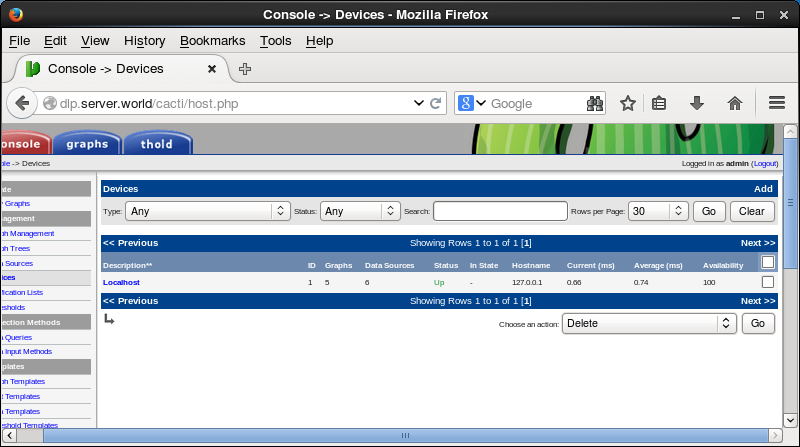 Console -> Devices - Mozilla Firefox
File Edit View History Bookmarks Tools Help
Console -> Devices
dlp.server.world/cacti/host.php
Google
onsole graphs thold
ole -> Devices
Logged in as admin (Logout)
ate
Graphs
agement
ph Management
ph Trees
a Sources
ices
fication Lists
esholds
ection Methods
a Queries
a Input Methods
plates
ph Templates
t Templates
a Templates
eshold Templates
Devices Add
Type: Any Status: Any Search: Rows per Page: 30 Go Clear
<< Previous Showing Rows 1 to 1 of 1 [1] Next >>
Description** ID Graphs Data Sources Status In State Hostname Current (ms) Average (ms) Availability
Localhost 1 5 6 Up - 127.0.0.1 0.66 0.74 100
<< Previous Showing Rows 1 to 1 of 1 [1] Next >>
Choose an action: Delete Go